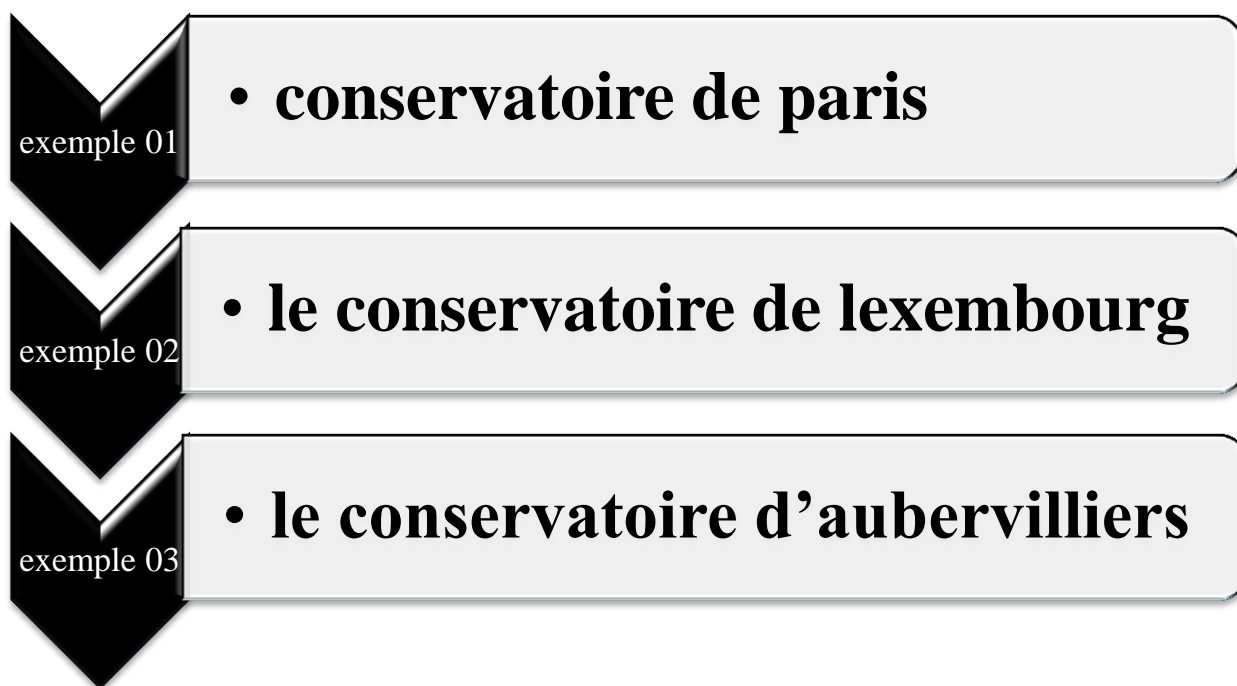 exemple 01
• conservatoire de paris
exemple 02
• le conservatoire de lexembourg
exemple 03
• le conservatoire d’aubervilliers